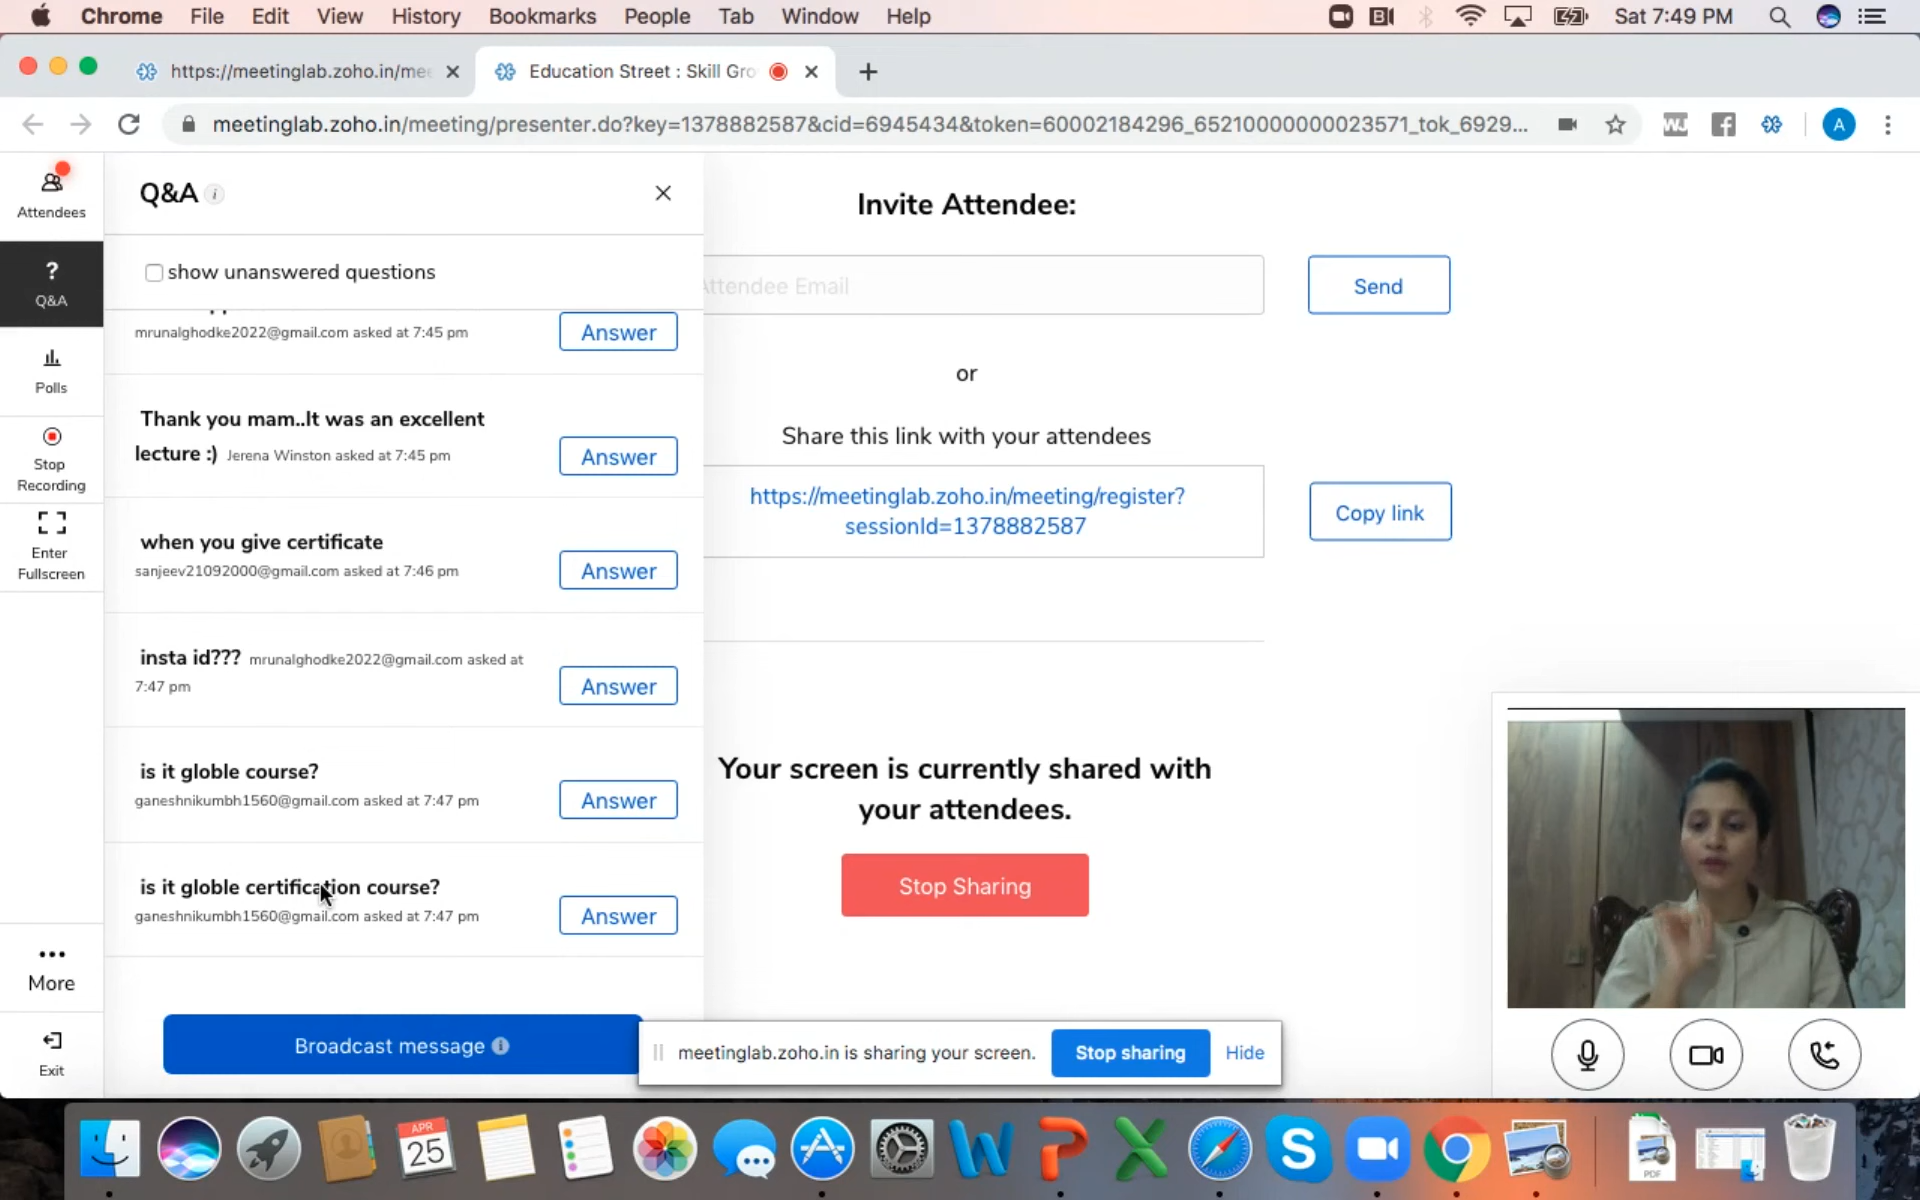 Chrome File Edit View History Bookmarks People Tab Window Help Sat 7:49 PM
https://meetinglab.zoho.in/mee
Education Street : Skill Gro
meetinglab.zoho.in/meeting/presenter.do?key=1378882587&cid=6945434&token=60002184296_65210000000023571_tok_6929... A
Attendees
?
Q&A
Polls
Stop
Recording
Enter
Fullscreen
More
Exit
Q&A i
show unanswered questions
mrunalghodke2022@gmail.com asked at 7:45 pm
Answer
Thank you mam..It was an excellent
lecture :) Jerena Winston asked at 7:45 pm
Answer
when you give certificate
sanjeev21092000@gmail.com asked at 7:46 pm
Answer
insta id??? mrunalghodke2022@gmail.com asked at
7:47 pm
Answer
is it globle course?
ganeshnikumbh1560@gmail.com asked at 7:47 pm
Answer
is it globle certification course?
ganeshnikumbh1560@gmail.com asked at 7:47 pm
Answer
Broadcast message i
Invite Attendee:
Attendee Email
Send
or
Share this link with your attendees
https://meetinglab.zoho.in/meeting/register?
sessionId=1378882587
Copy link
Your screen is currently shared with
your attendees.
Stop Sharing
meetinglab.zoho.in is sharing your screen. Stop sharing Hide
APR
25
PDF